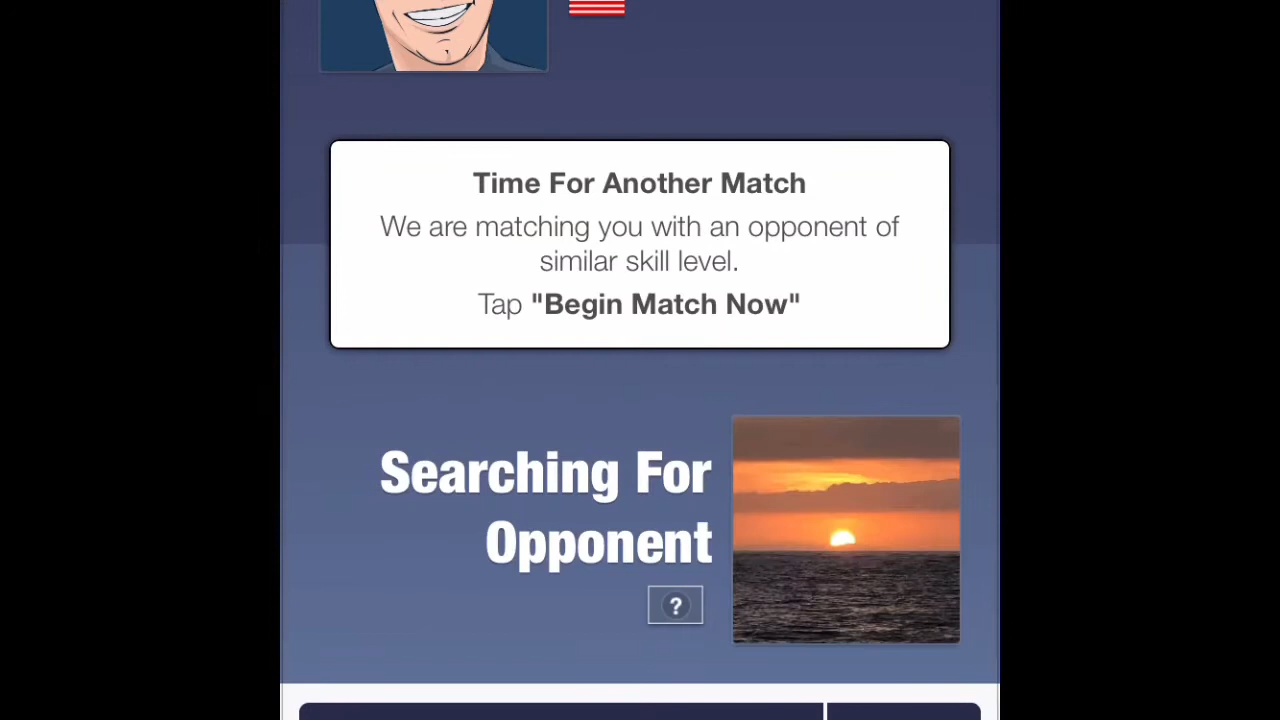 Time For Another Match
We are matching you with an opponent of
similar skill level.
Tap "Begin Match Now"
Searching For
Opponent
?